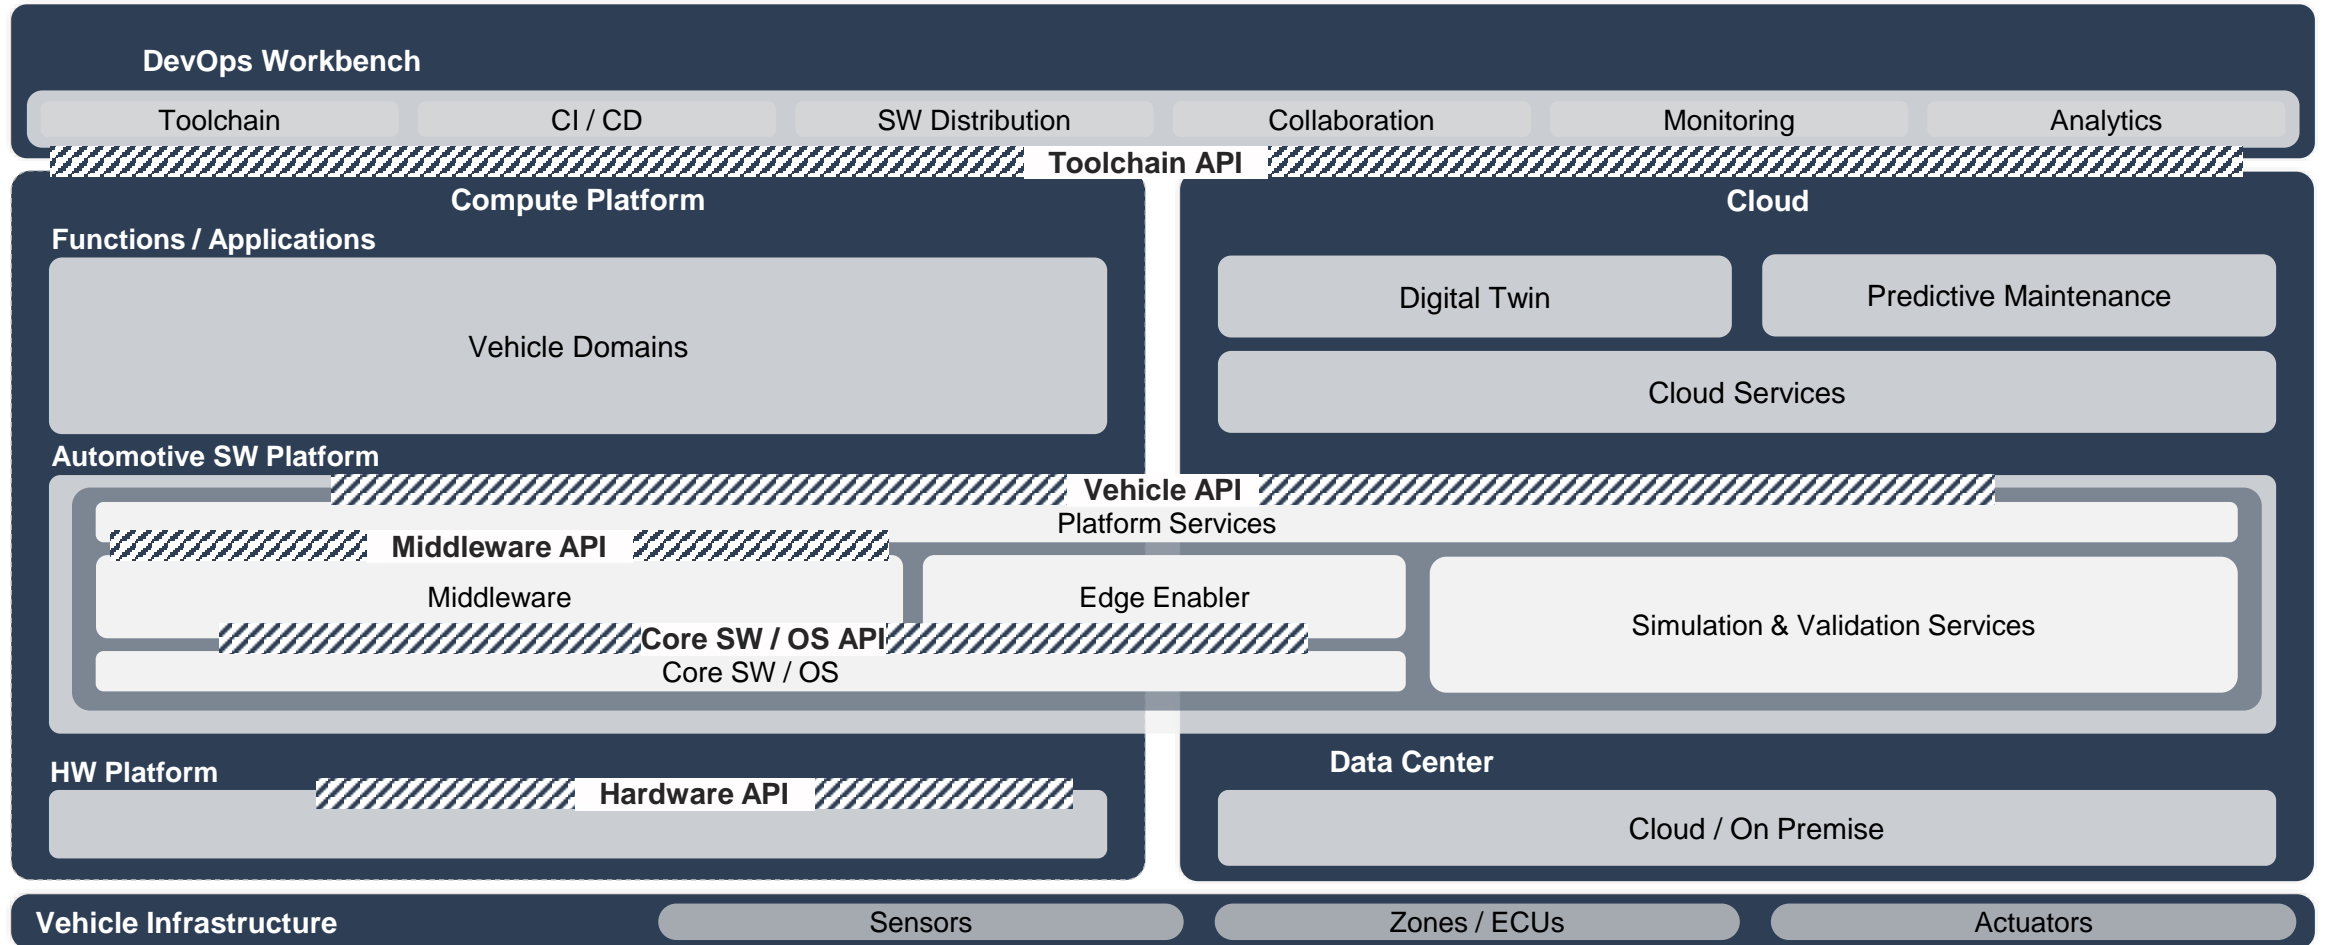 DevOps Workbench
Toolchain
CI / CD
SW Distribution
Collaboration
Monitoring
Analytics
Toolchain API
Compute Platform
Functions / Applications
Vehicle Domains
Cloud
Digital Twin
Predictive Maintenance
Cloud Services
Automotive SW Platform
Vehicle API
Platform Services
Middleware API
Middleware
Edge Enabler
Simulation & Validation Services
Core SW / OS API
Core SW / OS
HW Platform
Hardware API
Data Center
Cloud / On Premise
Vehicle Infrastructure
Sensors
Zones / ECUs
Actuators